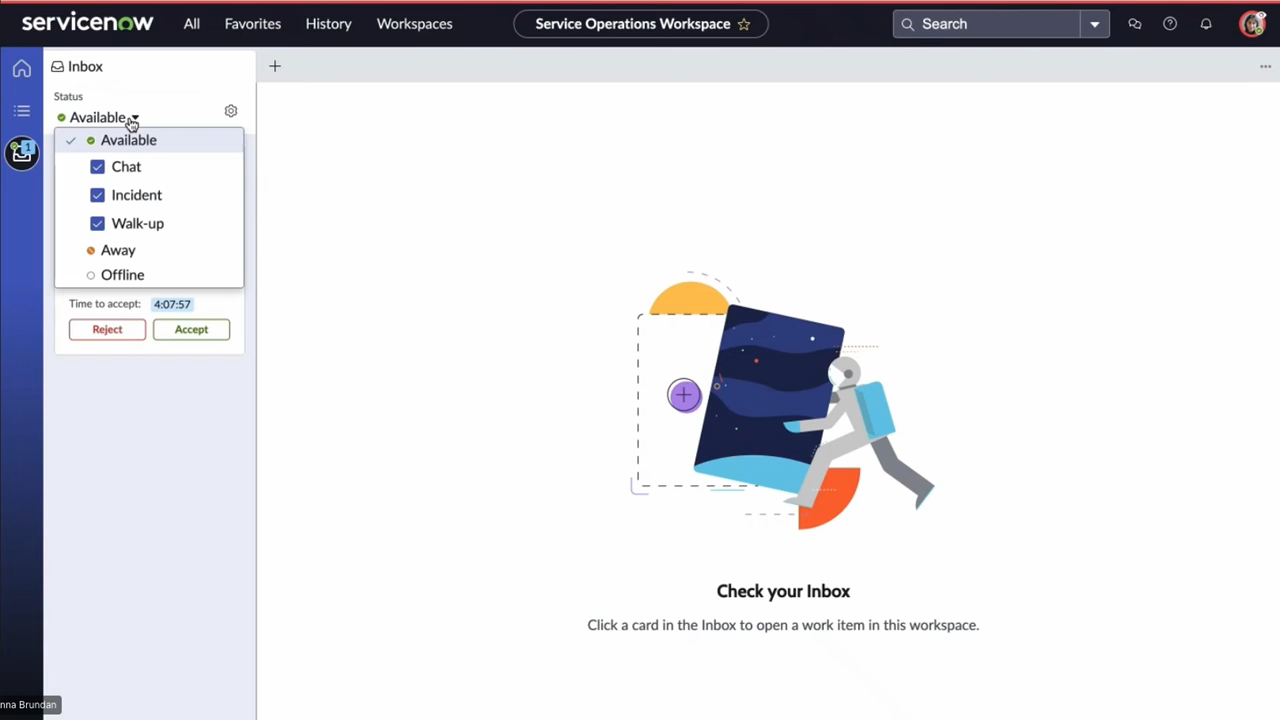 servicenow All Favorites History Workspaces Service Operations Workspace Search
Inbox
Status
Available
Available
Chat
Incident
Walk-up
Away
Offline
1
Time to accept: 4:07:57
Reject Accept
Check your Inbox
Click a card in the Inbox to open a work item in this workspace.
nna Brundan